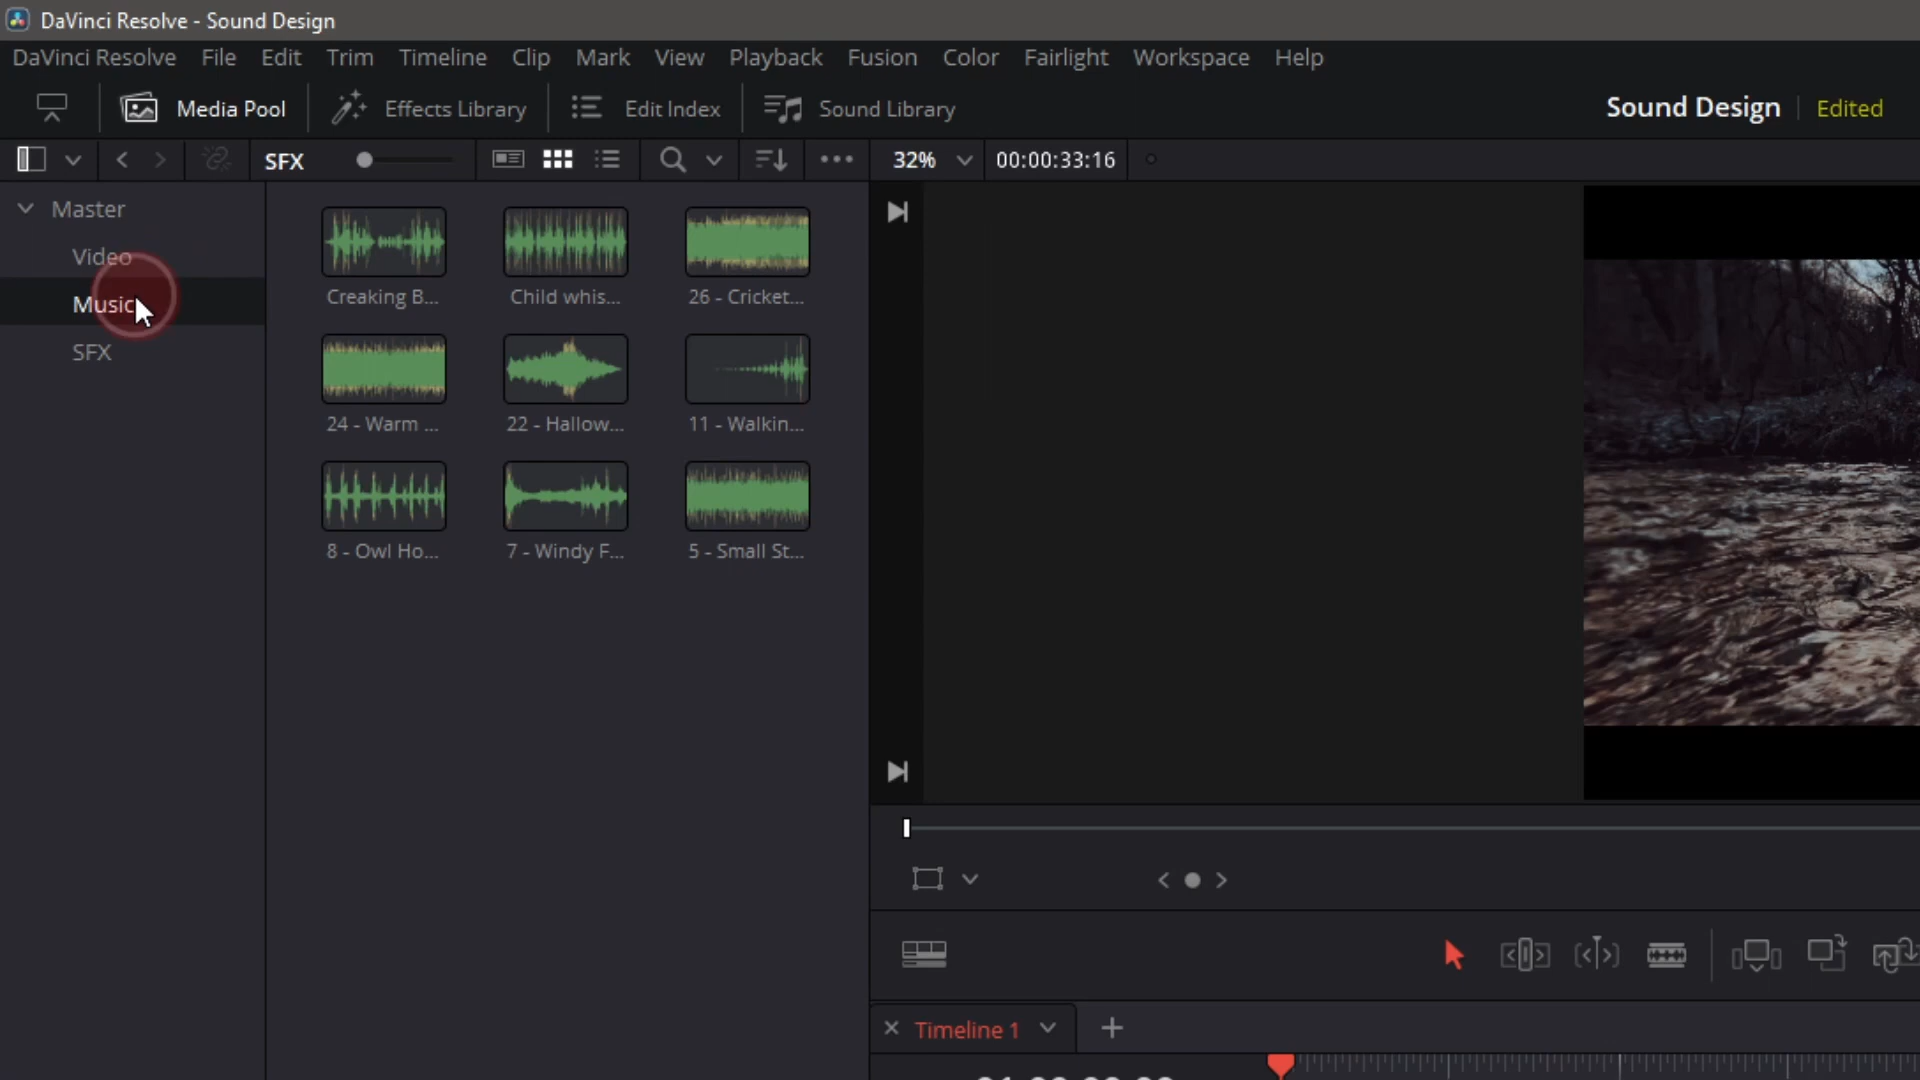 DaVinci Resolve - Sound Design
DaVinci Resolve File Edit Trim Timeline Clip Mark View Playback Fusion Color Fairlight Workspace Help
Media Pool Effects Library Edit Index Sound Library Sound Design Edited
SFX 32% 00:00:33:16
Master
Video
Music
SFX
Creaking B... Child whis... 26 - Cricket...
24 - Warm ... 22 - Hallow... 11 - Walkin...
8 - Owl Ho... 7 - Windy F... 5 - Small St...
Timeline 1